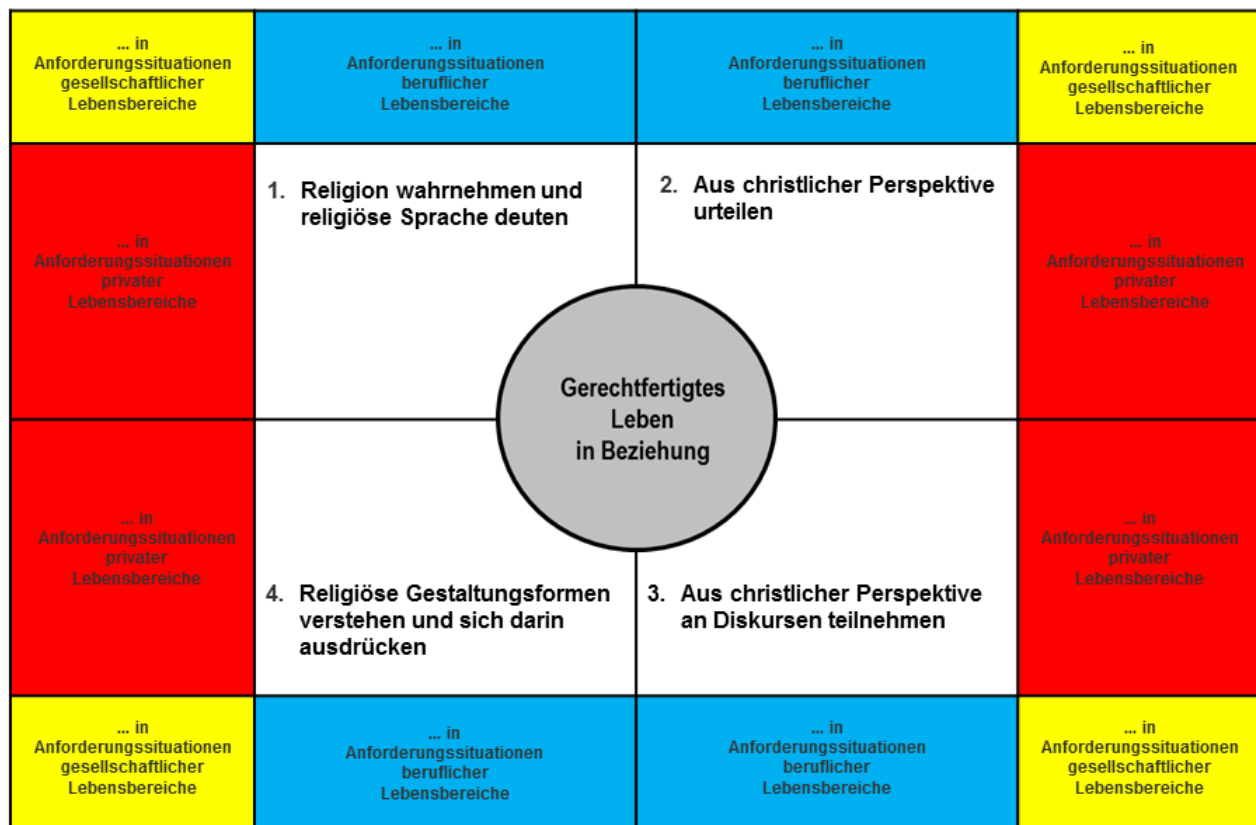 ... in
Anforderungssituationen
gesellschaftlicher
Lebensbereiche
... in
Anforderungssituationen
beruflicher
Lebensbereiche
... in
Anforderungssituationen
beruflicher
Lebensbereiche
... in
Anforderungssituationen
gesellschaftlicher
Lebensbereiche
... in
Anforderungssituationen
privater
Lebensbereiche
1. Religion wahrnehmen und
religiöse Sprache deuten
2. Aus christlicher Perspektive
urteilen
... in
Anforderungssituationen
privater
Lebensbereiche
Gerechtfertigtes
Leben
in Beziehung
... in
Anforderungssituationen
privater
Lebensbereiche
4. Religiöse Gestaltungsformen
verstehen und sich darin
ausdrücken
3. Aus christlicher Perspektive
an Diskursen teilnehmen
... in
Anforderungssituationen
privater
Lebensbereiche
... in
Anforderungssituationen
gesellschaftlicher
Lebensbereiche
... in
Anforderungssituationen
beruflicher
Lebensbereiche
... in
Anforderungssituationen
beruflicher
Lebensbereiche
... in
Anforderungssituationen
gesellschaftlicher
Lebensbereiche